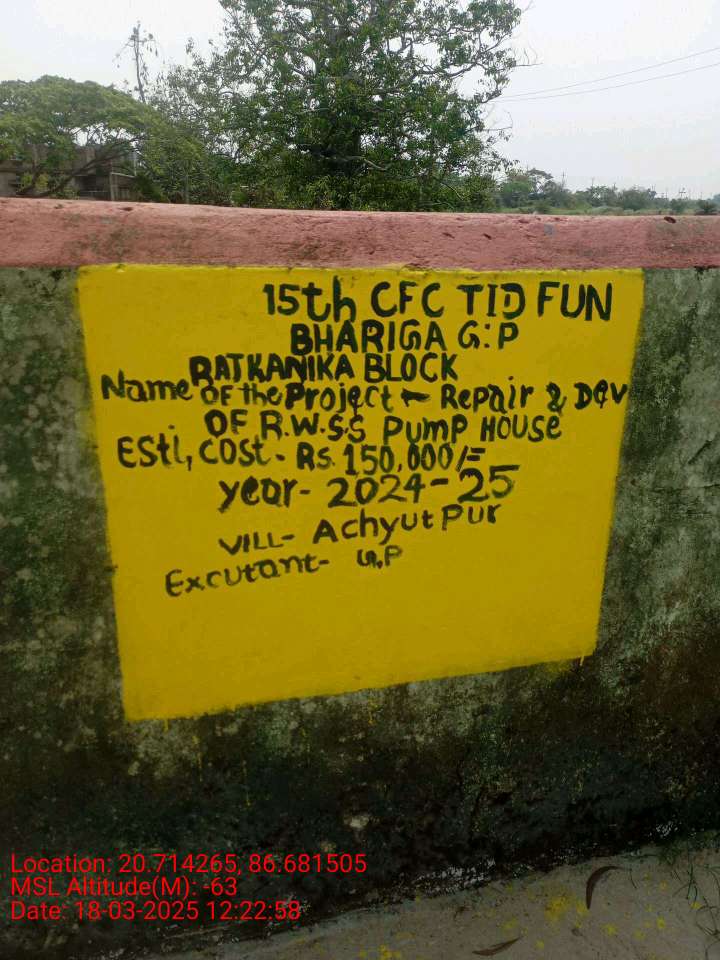 15th CFC TID FUN
BHARIGA G:P
RATKANIKA BLOCK
Name OF the Project - Repair & Dev
OF R.W.S.S PUMP HOUSE
Esti, COST - Rs. 150,000/=
year - 2024-25
VILL- Achyut Pur
Excutant- G.P
Location: 20.714265, 86.681505
MSL Altitude(M): -63
Date: 18-03-2025 12:22:58